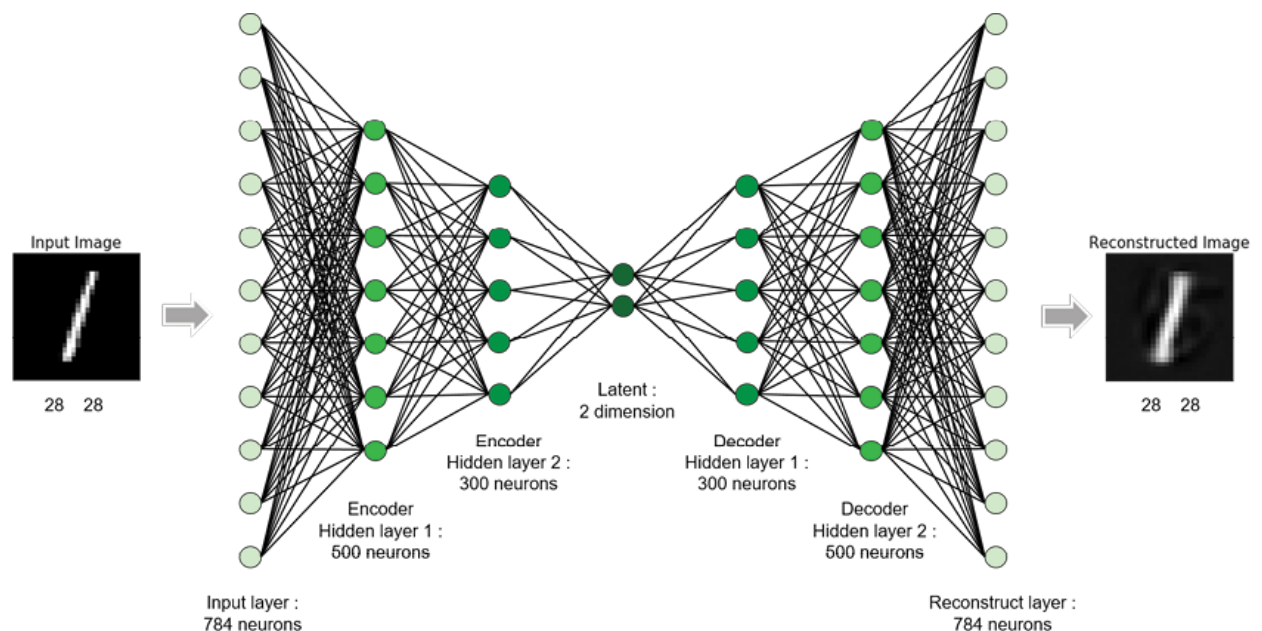 Input Image
28 28
Input layer :
784 neurons
Encoder
Hidden layer 1 :
500 neurons
Encoder
Hidden layer 2 :
300 neurons
Latent :
2 dimension
Decoder
Hidden layer 1 :
300 neurons
Decoder
Hidden layer 2 :
500 neurons
Reconstruct layer :
784 neurons
Reconstructed Image
28 28